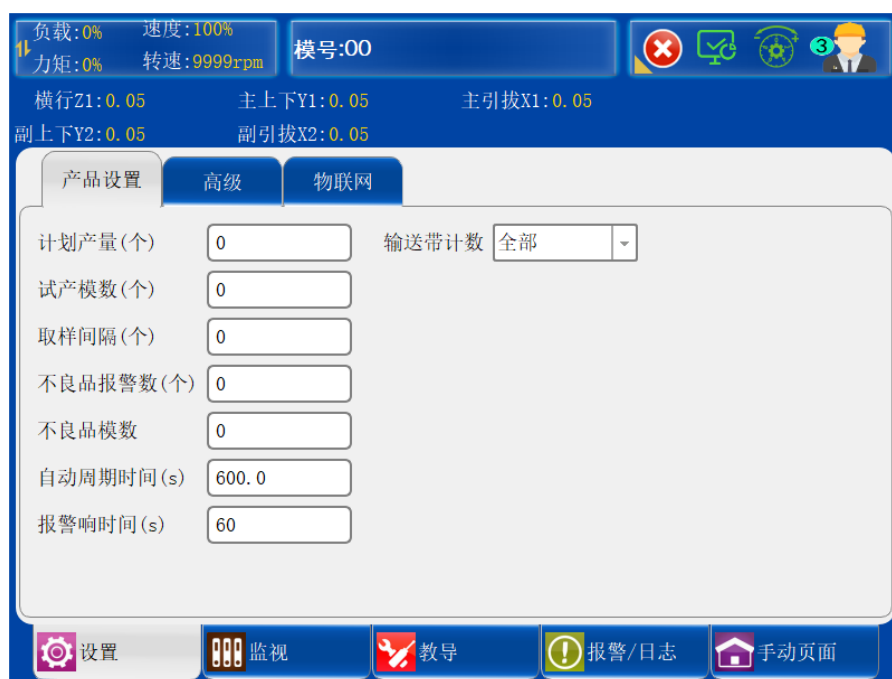 负载:0% 速度:100%
力矩:0% 转速:9999rpm
模号:00
3
横行Z1:0.05 主上下Y1:0.05 主引拔X1:0.05
副上下Y2:0.05 副引拔X2:0.05
产品设置 高级 物联网
计划产量(个) 0 输送带计数 全部
试产模数(个) 0
取样间隔(个) 0
不良品报警数(个) 0
不良品模数 0
自动周期时间(s) 600.0
报警响时间(s) 60
设置 监视 教导 报警/日志 手动页面